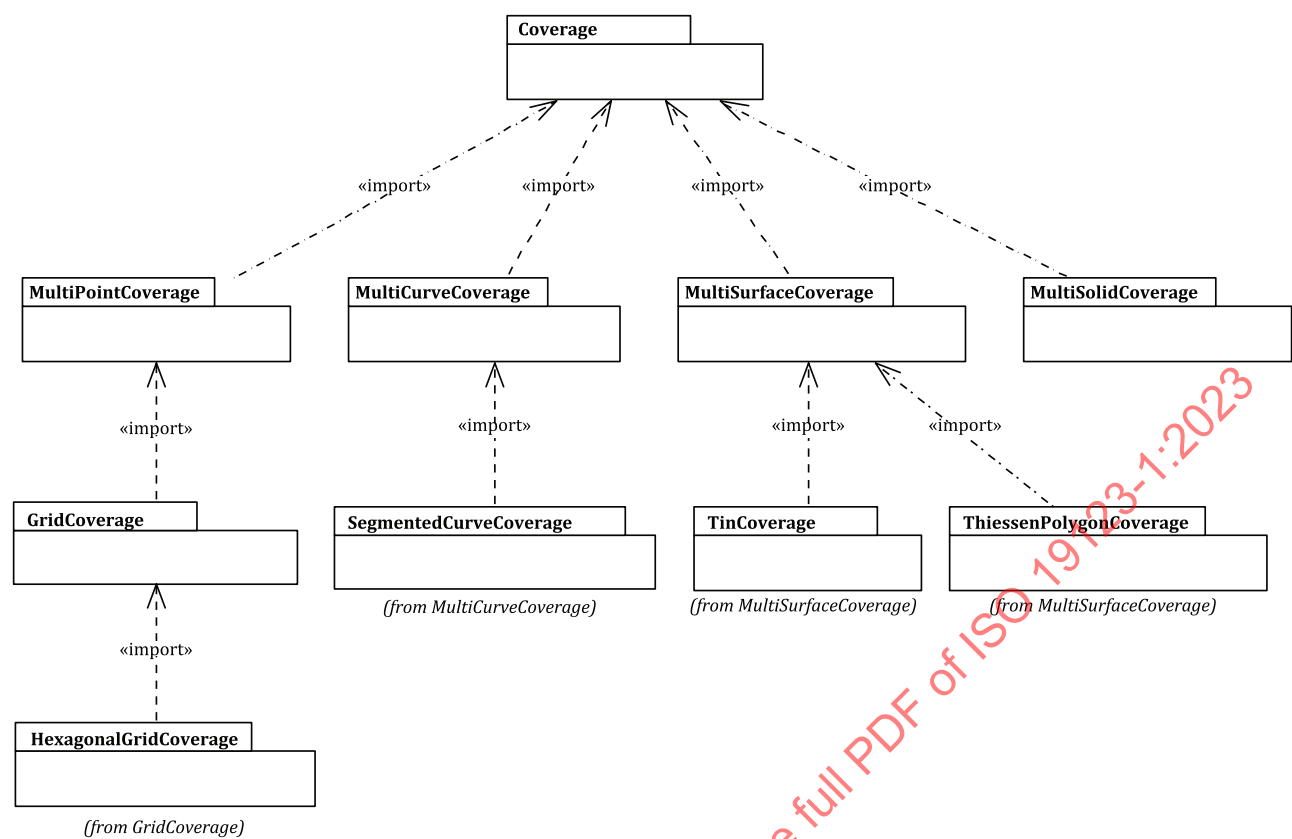 Coverage
«import» «import» «import» «import»
MultiPointCoverage MultiCurveCoverage MultiSurfaceCoverage MultiSolidCoverage
«import» «import» «import» «import»
GridCoverage SegmentedCurveCoverage TinCoverage ThiessenPolygonCoverage
(from MultiCurveCoverage) (from MultiSurfaceCoverage) (from MultiSurfaceCoverage)
«import»
HexagonalGridCoverage
(from GridCoverage)
e full PDF of ISO 19123-1:2023